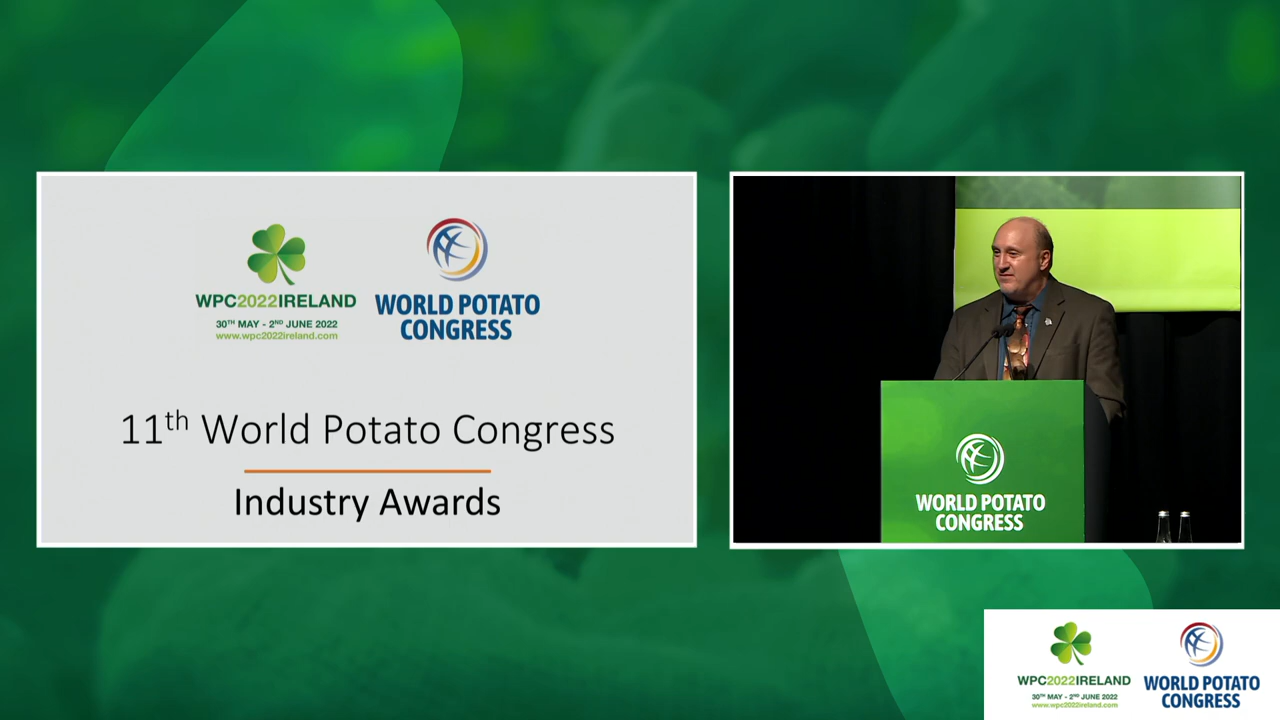 WPC2022IRELAND
30TH MAY - 2ND JUNE 2022
www.wpc2022ireland.com
WORLD POTATO
CONGRESS
11th World Potato Congress
Industry Awards
WORLD POTATO
CONGRESS
WPC2022IRELAND
30TH MAY - 2ND JUNE 2022
www.wpc2022ireland.com
WORLD POTATO
CONGRESS